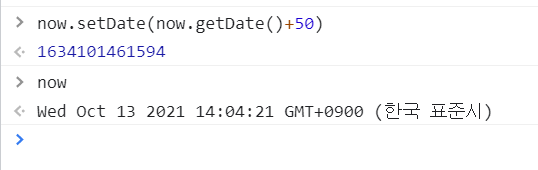 > now.setDate(now.getDate()+50)
1634101461594
> now
Wed Oct 13 2021 14:04:21 GMT+0900 (한국 표준시)
>